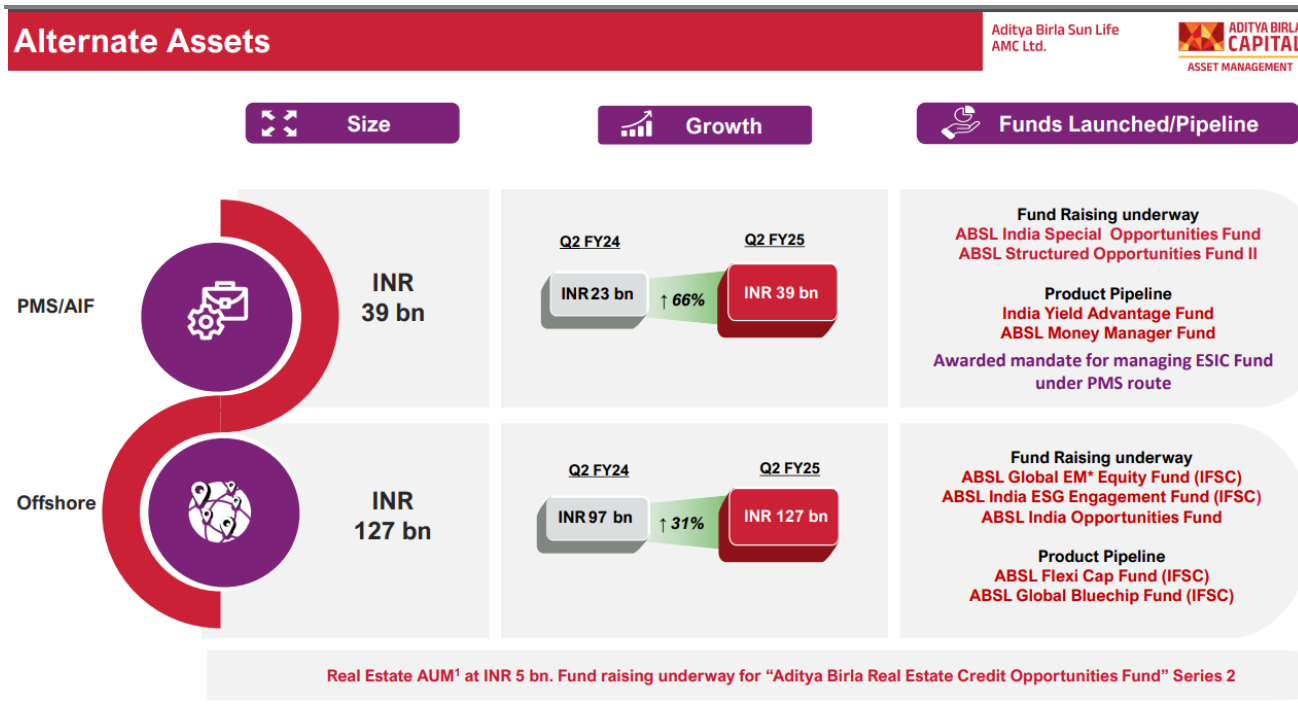 Alternate Assets
Aditya Birla Sun Life
AMC Ltd.
ADITYA BIRLA
CAPITAL
ASSET MANAGEMENT
Size
Growth
Funds Launched/Pipeline
PMS/AIF
INR
39 bn
Q2 FY24
Q2 FY25
INR 23 bn
↑ 66%
INR 39 bn
Fund Raising underway
ABSL India Special Opportunities Fund
ABSL Structured Opportunities Fund II
Product Pipeline
India Yield Advantage Fund
ABSL Money Manager Fund
Awarded mandate for managing ESIC Fund
under PMS route
Offshore
INR
127 bn
Q2 FY24
Q2 FY25
INR 97 bn
↑ 31%
INR 127 bn
Fund Raising underway
ABSL Global EM* Equity Fund (IFSC)
ABSL India ESG Engagement Fund (IFSC)
ABSL India Opportunities Fund
Product Pipeline
ABSL Flexi Cap Fund (IFSC)
ABSL Global Bluechip Fund (IFSC)
Real Estate AUM¹ at INR 5 bn. Fund raising underway for “Aditya Birla Real Estate Credit Opportunities Fund” Series 2